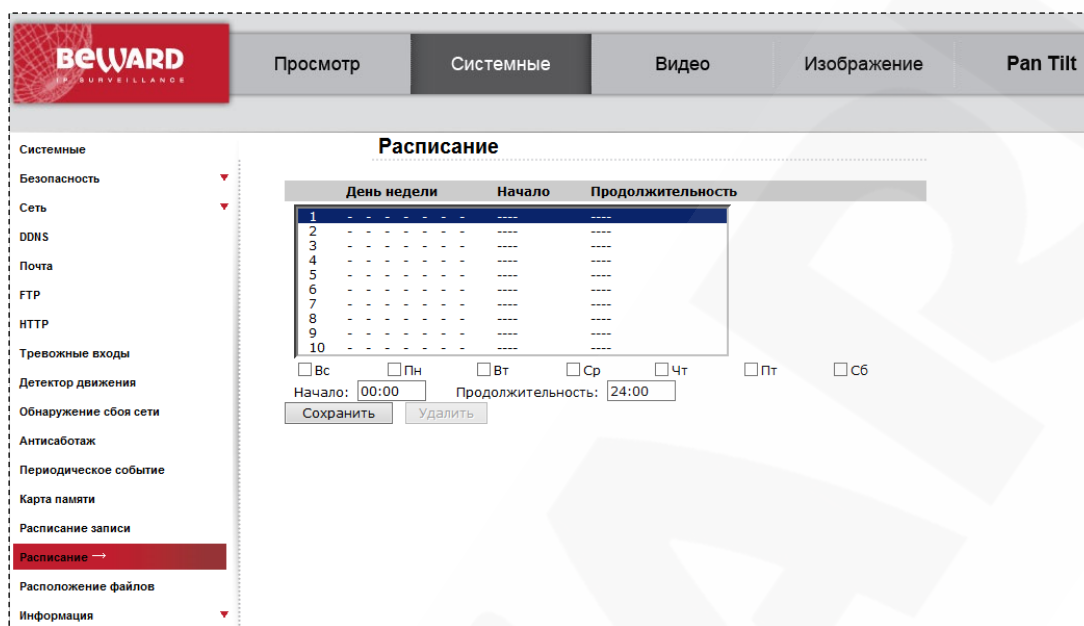 BEWARD
IP SURVEILLANCE
Просмотр Системные Видео Изображение Pan Tilt
Системные
Безопасность
Сеть
DDNS
Почта
FTP
HTTP
Тревожные входы
Детектор движения
Обнаружение сбоя сети
Антисаботаж
Периодическое событие
Карта памяти
Расписание записи
Расписание →
Расположение файлов
Информация
Расписание
День недели Начало Продолжительность
1 - - - - - - - ---- ----
2 - - - - - - - ---- ----
3 - - - - - - - ---- ----
4 - - - - - - - ---- ----
5 - - - - - - - ---- ----
6 - - - - - - - ---- ----
7 - - - - - - - ---- ----
8 - - - - - - - ---- ----
9 - - - - - - - ---- ----
10 - - - - - - - ---- ----
Вс Пн Вт Ср Чт Пт Сб
Начало: 00:00 Продолжительность: 24:00
Сохранить Удалить